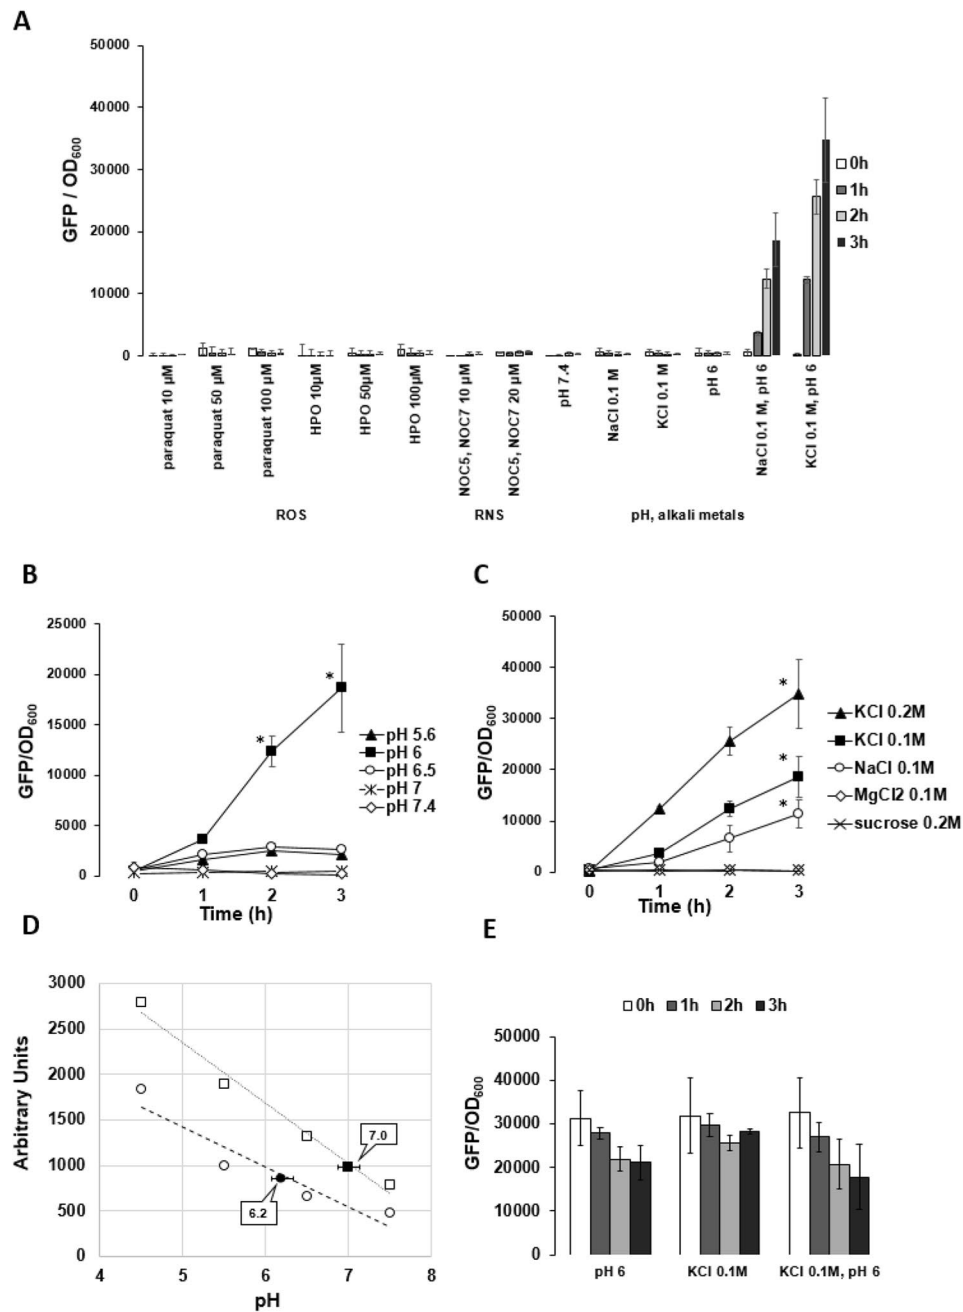 A
50000
40000
30000
20000
10000
0
GFP / OD600
0h
1h
2h
3h
paraquat 10 µM
paraquat 50 µM
paraquat 100 µM
HPO 10µM
HPO 50µM
HPO 100µM
NOC5, NOC7 10 µM
NOC5, NOC7 20 µM
pH 7.4
NaCl 0.1 M
KCl 0.1 M
pH 6
NaCl 0.1 M, pH 6
KCl 0.1 M, pH 6
ROS
RNS
pH, alkali metals
B
25000
20000
15000
10000
5000
0
GFP/OD600
*
*
pH 5.6
pH 6
pH 6.5
pH 7
pH 7.4
0 1 2 3
Time (h)
C
50000
40000
30000
20000
10000
0
GFP/OD600
*
*
*
KCl 0.2M
KCl 0.1M
NaCl 0.1M
MgCl2 0.1M
sucrose 0.2M
0 1 2 3
Time (h)
D
3000
2500
2000
1500
1000
500
0
Arbitrary Units
7.0
6.2
4 5 6 7 8
pH
E
0h 1h 2h 3h
50000
40000
30000
20000
10000
0
GFP/OD600
pH 6 KCl 0.1M KCl 0.1M, pH 6